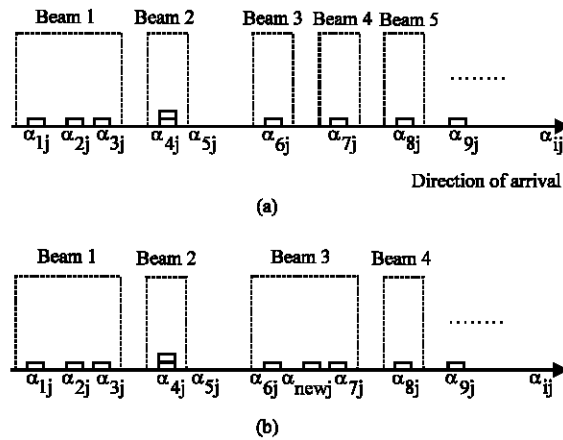 Beam 1 Beam 2 Beam 3 Beam 4 Beam 5
α1j α2j α3j α4j α5j α6j α7j α8j α9j αij
Direction of arrival
(a)
Beam 1 Beam 2 Beam 3 Beam 4
α1j α2j α3j α4j α5j α6j αnewj α7j α8j α9j αij
(b)